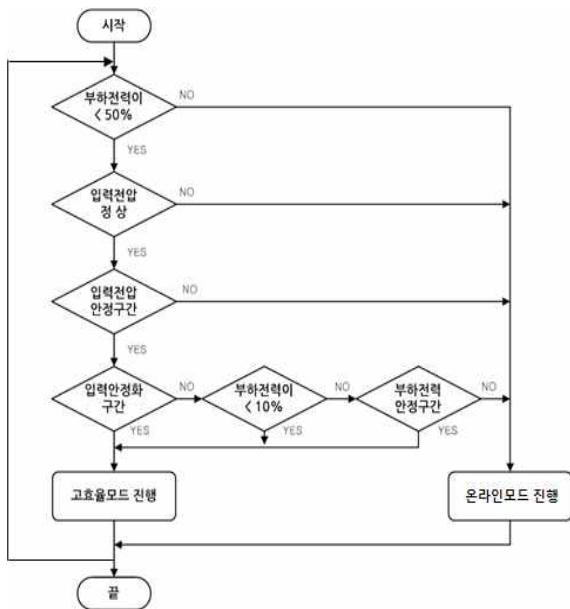 시작
부하전력이
< 50%
NO
YES
입력전압
정 상
NO
YES
입력전압
안정구간
NO
YES
입력안정화
구간
NO
YES
부하전력이
< 10%
NO
YES
부하전력
안정구간
NO
YES
고효율모드 진행
온라인모드 진행
끝